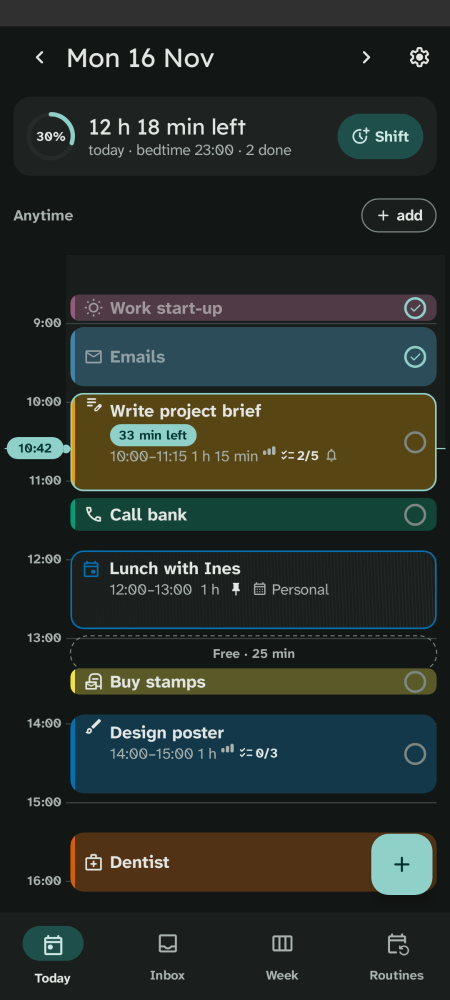 Mon 16 Nov
30%
12 h 18 min left
today · bedtime 23:00 · 2 done
Shift
Anytime
+ add
Work start-up
9:00
Emails
10:00
Write project brief
33 min left
10:42
10:00–11:15 1 h 15 min 2/5
11:00
Call bank
12:00
Lunch with Ines
12:00–13:00 1 h Personal
13:00
Free · 25 min
Buy stamps
14:00
Design poster
14:00–15:00 1 h 0/3
15:00
Dentist
16:00
Today
Inbox
Week
Routines